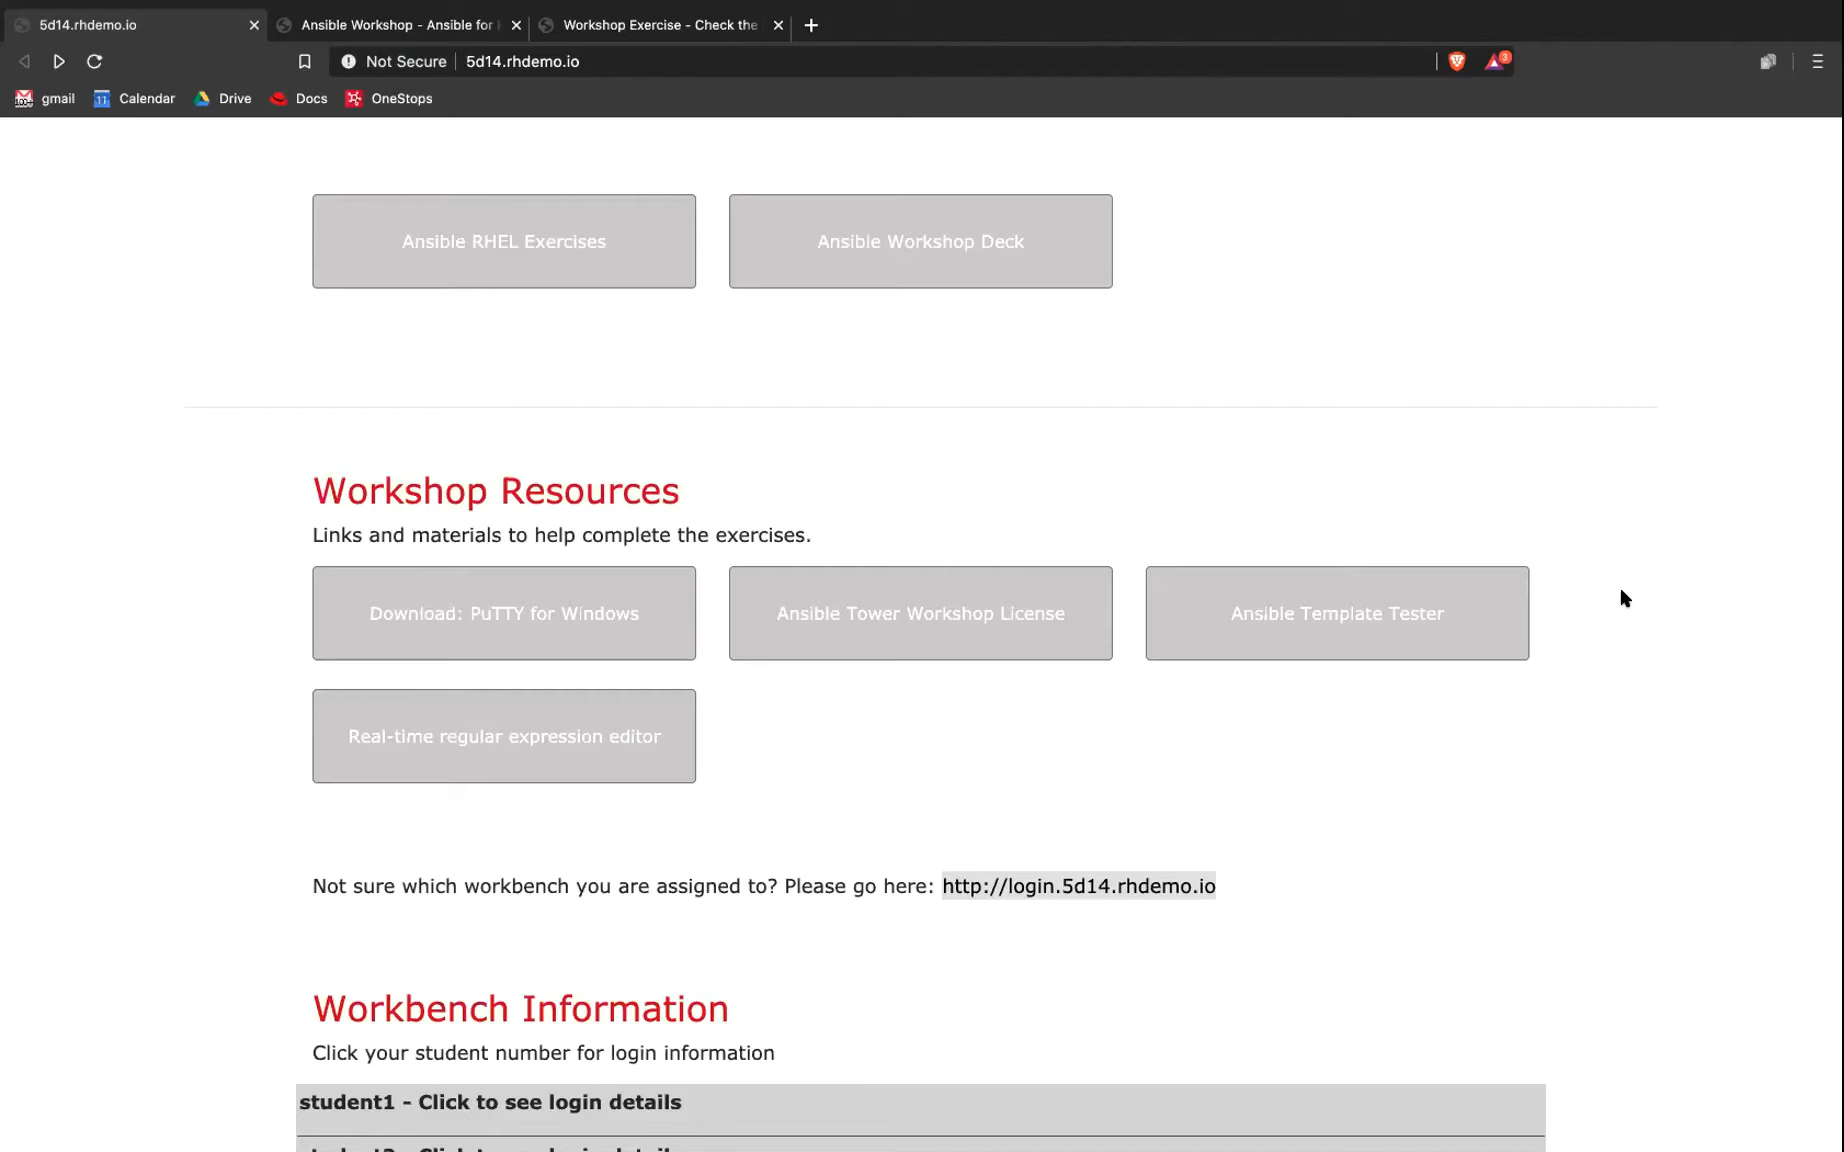 5d14.rhdemo.io
Ansible Workshop - Ansible for
Workshop Exercise - Check the
Not Secure
5d14.rhdemo.io
3
gmail
Calendar
Drive
Docs
OneStops
Ansible RHEL Exercises
Ansible Workshop Deck
Workshop Resources
Links and materials to help complete the exercises.
Download: PuTTY for Windows
Ansible Tower Workshop License
Ansible Template Tester
Real-time regular expression editor
Not sure which workbench you are assigned to? Please go here: http://login.5d14.rhdemo.io
Workbench Information
Click your student number for login information
student1 - Click to see login details